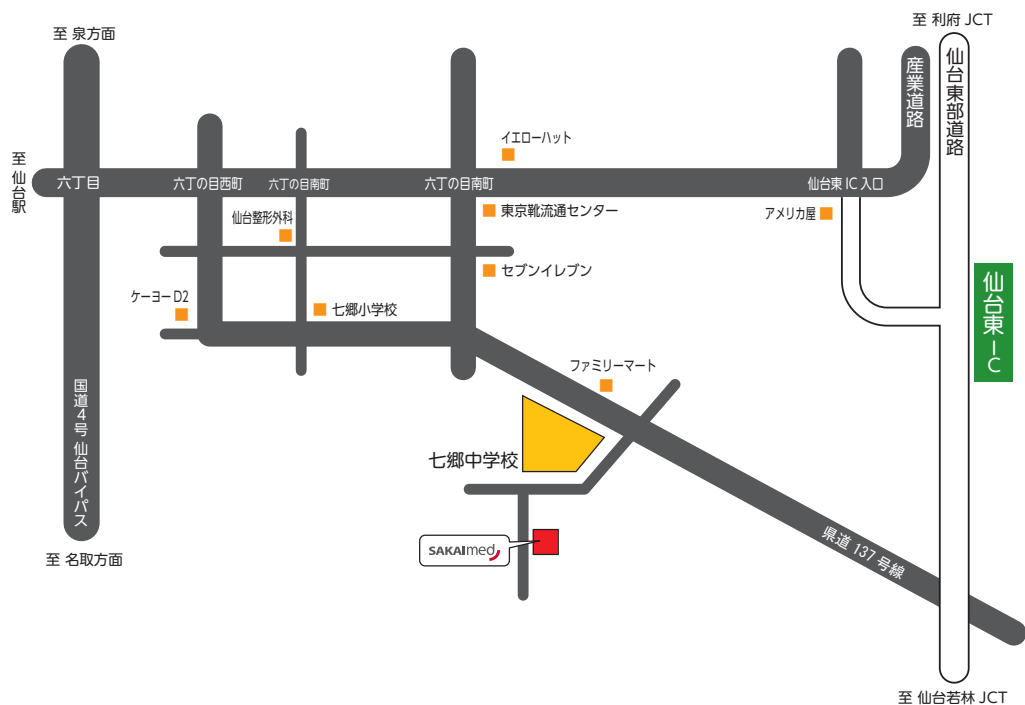 至 利府 JCT
至 泉方面
仙台東部道路
産業道路
イエローハット
至 仙台駅
六丁目
六丁の目西町
六丁の目南町
六丁の目南町
仙台東 IC 入口
東京靴流通センター
アメリカ屋
仙台整形外科
セブンイレブン
仙台東IC
ケーヨー D2
七郷小学校
ファミリーマート
国道4号 仙台バイパス
七郷中学校
県道 137 号線
SAKAImed
至 名取方面
至 仙台若林 JCT